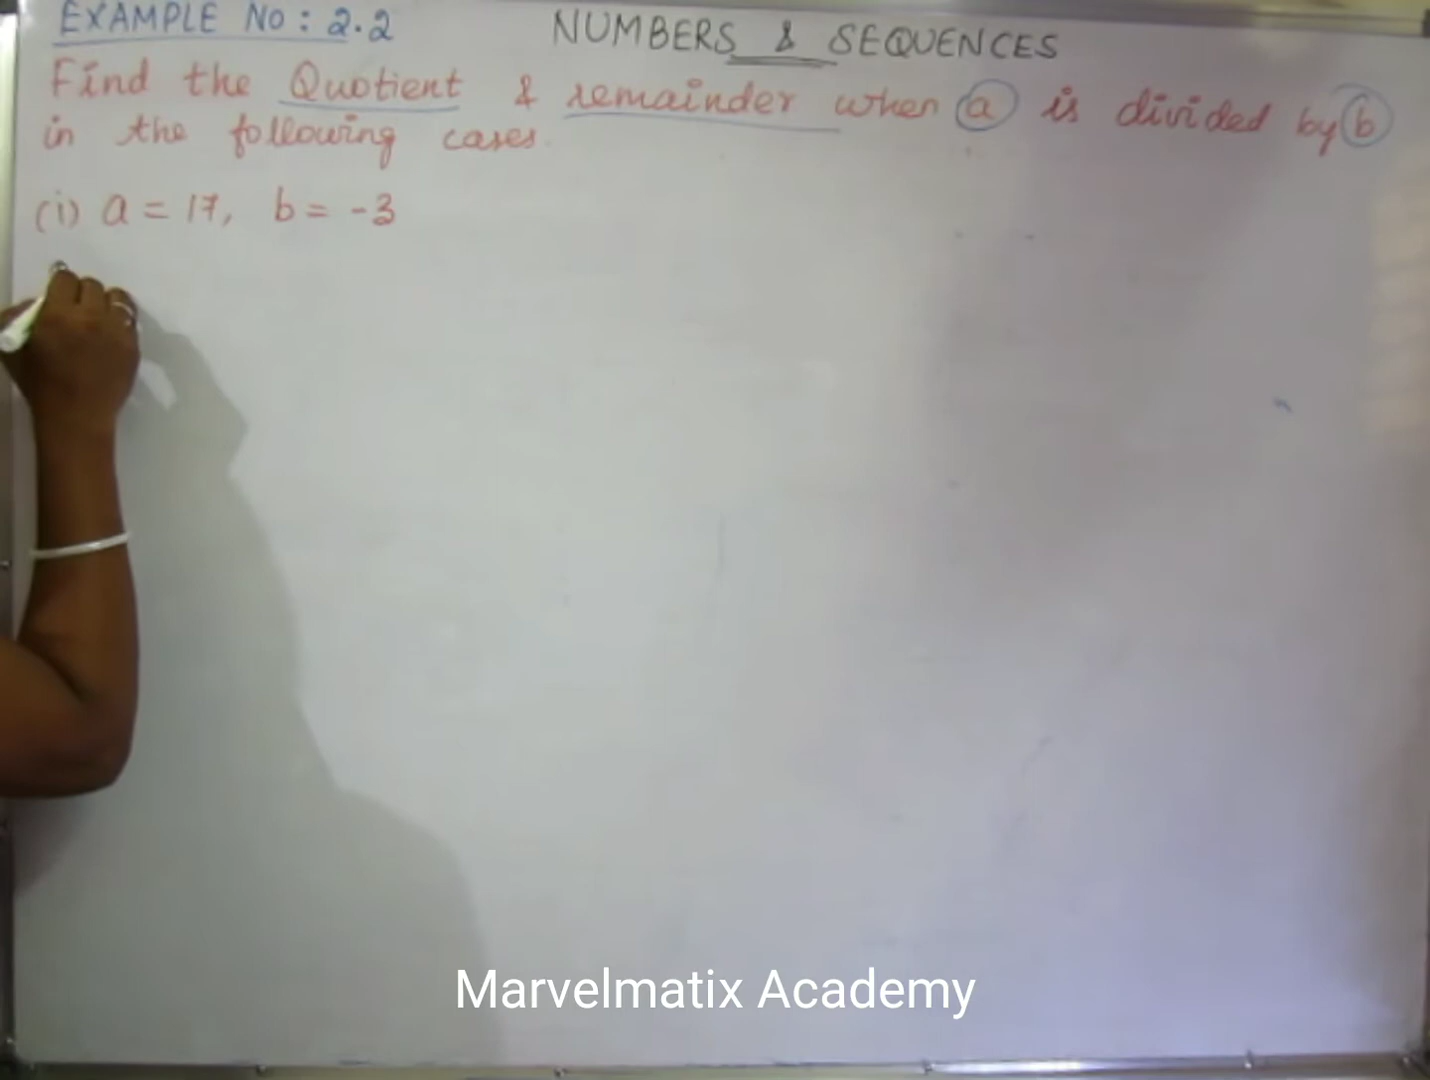 EXAMPLE No : 2.2
NUMBERS & SEQUENCES
Find the Quotient & remainder when a is divided by b
in the following cases.
(i) a = 17, b = -3
Marvelmatix Academy